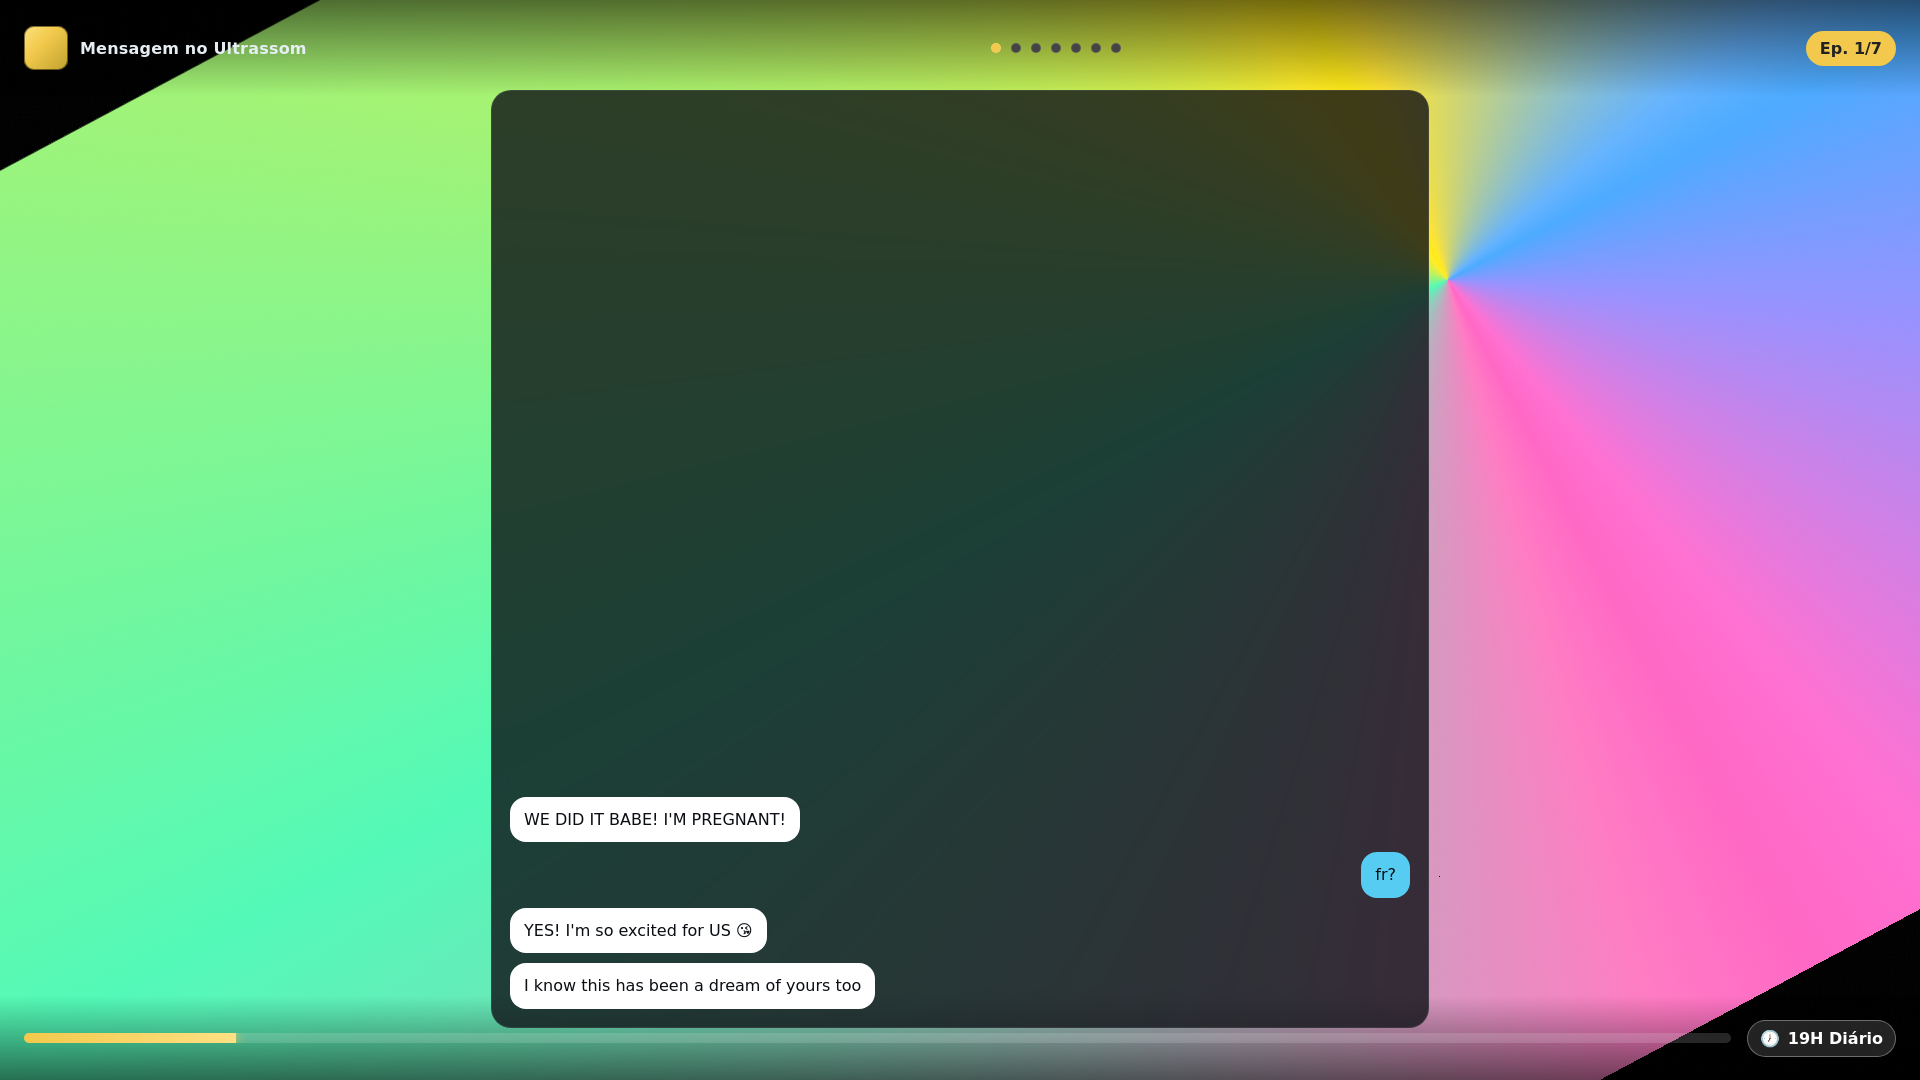 Mensagem no Ultrassom
Ep. 1/7
WE DID IT BABE! I'M PREGNANT!
fr?
YES! I'm so excited for US 😘
I know this has been a dream of yours too
🕖 19H Diário